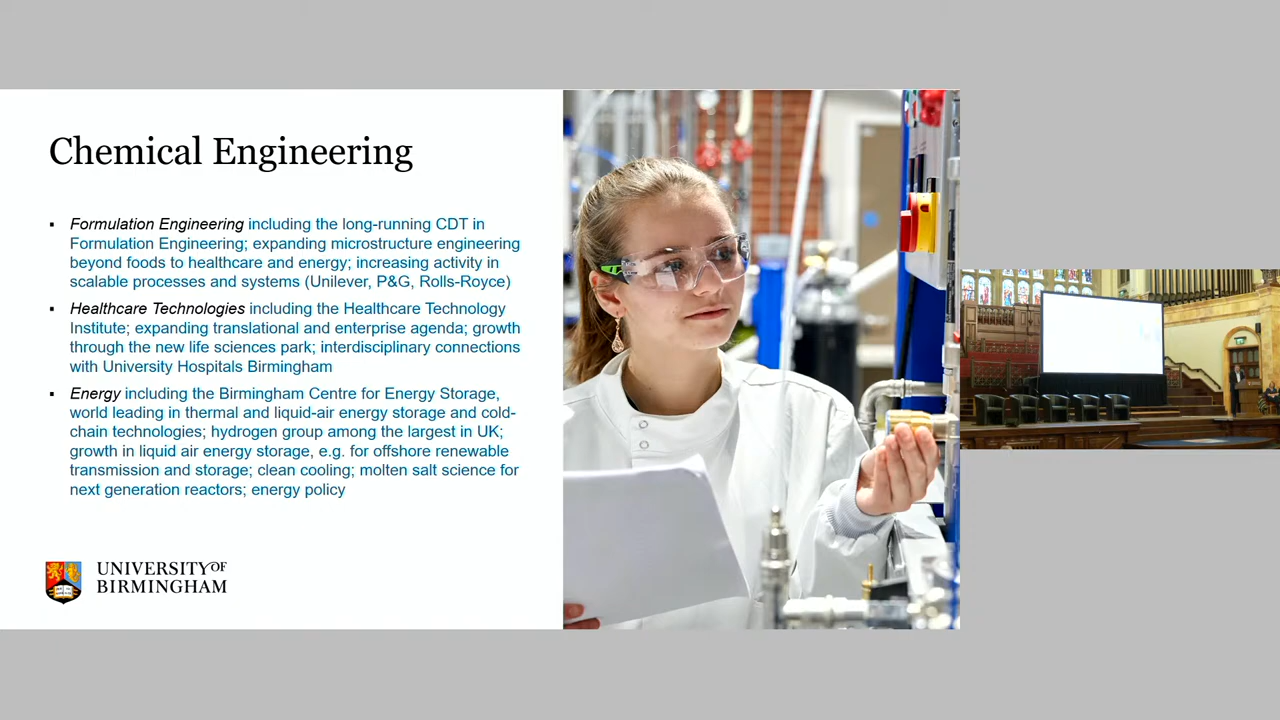 Chemical Engineering
▪ Formulation Engineering including the long-running CDT in
Formulation Engineering; expanding microstructure engineering
beyond foods to healthcare and energy; increasing activity in
scalable processes and systems (Unilever, P&G, Rolls-Royce)
▪ Healthcare Technologies including the Healthcare Technology
Institute; expanding translational and enterprise agenda; growth
through the new life sciences park; interdisciplinary connections
with University Hospitals Birmingham
▪ Energy including the Birmingham Centre for Energy Storage,
world leading in thermal and liquid-air energy storage and cold-
chain technologies; hydrogen group among the largest in UK;
growth in liquid air energy storage, e.g. for offshore renewable
transmission and storage; clean cooling; molten salt science for
next generation reactors; energy policy
UNIVERSITY OF
BIRMINGHAM